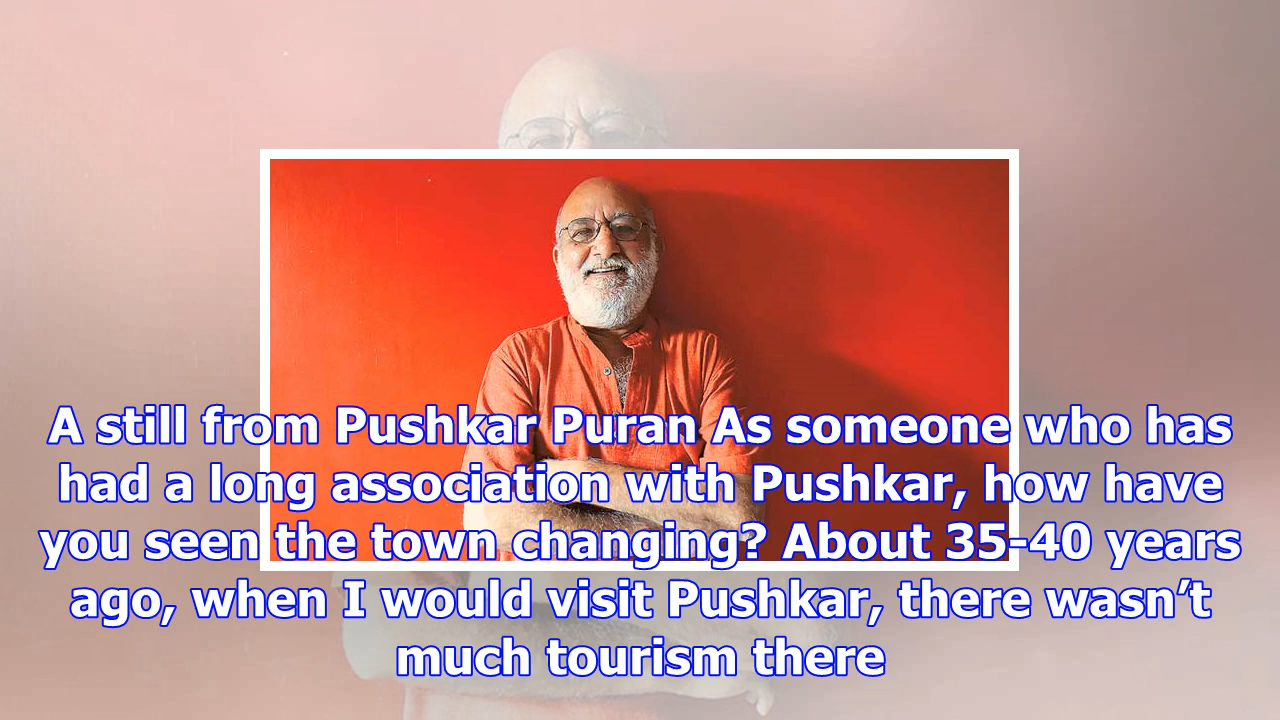 A still from Pushkar Puran As someone who has
had a long association with Pushkar, how have
you seen the town changing? About 35-40 years
ago, when I would visit Pushkar, there wasn’t
much tourism there